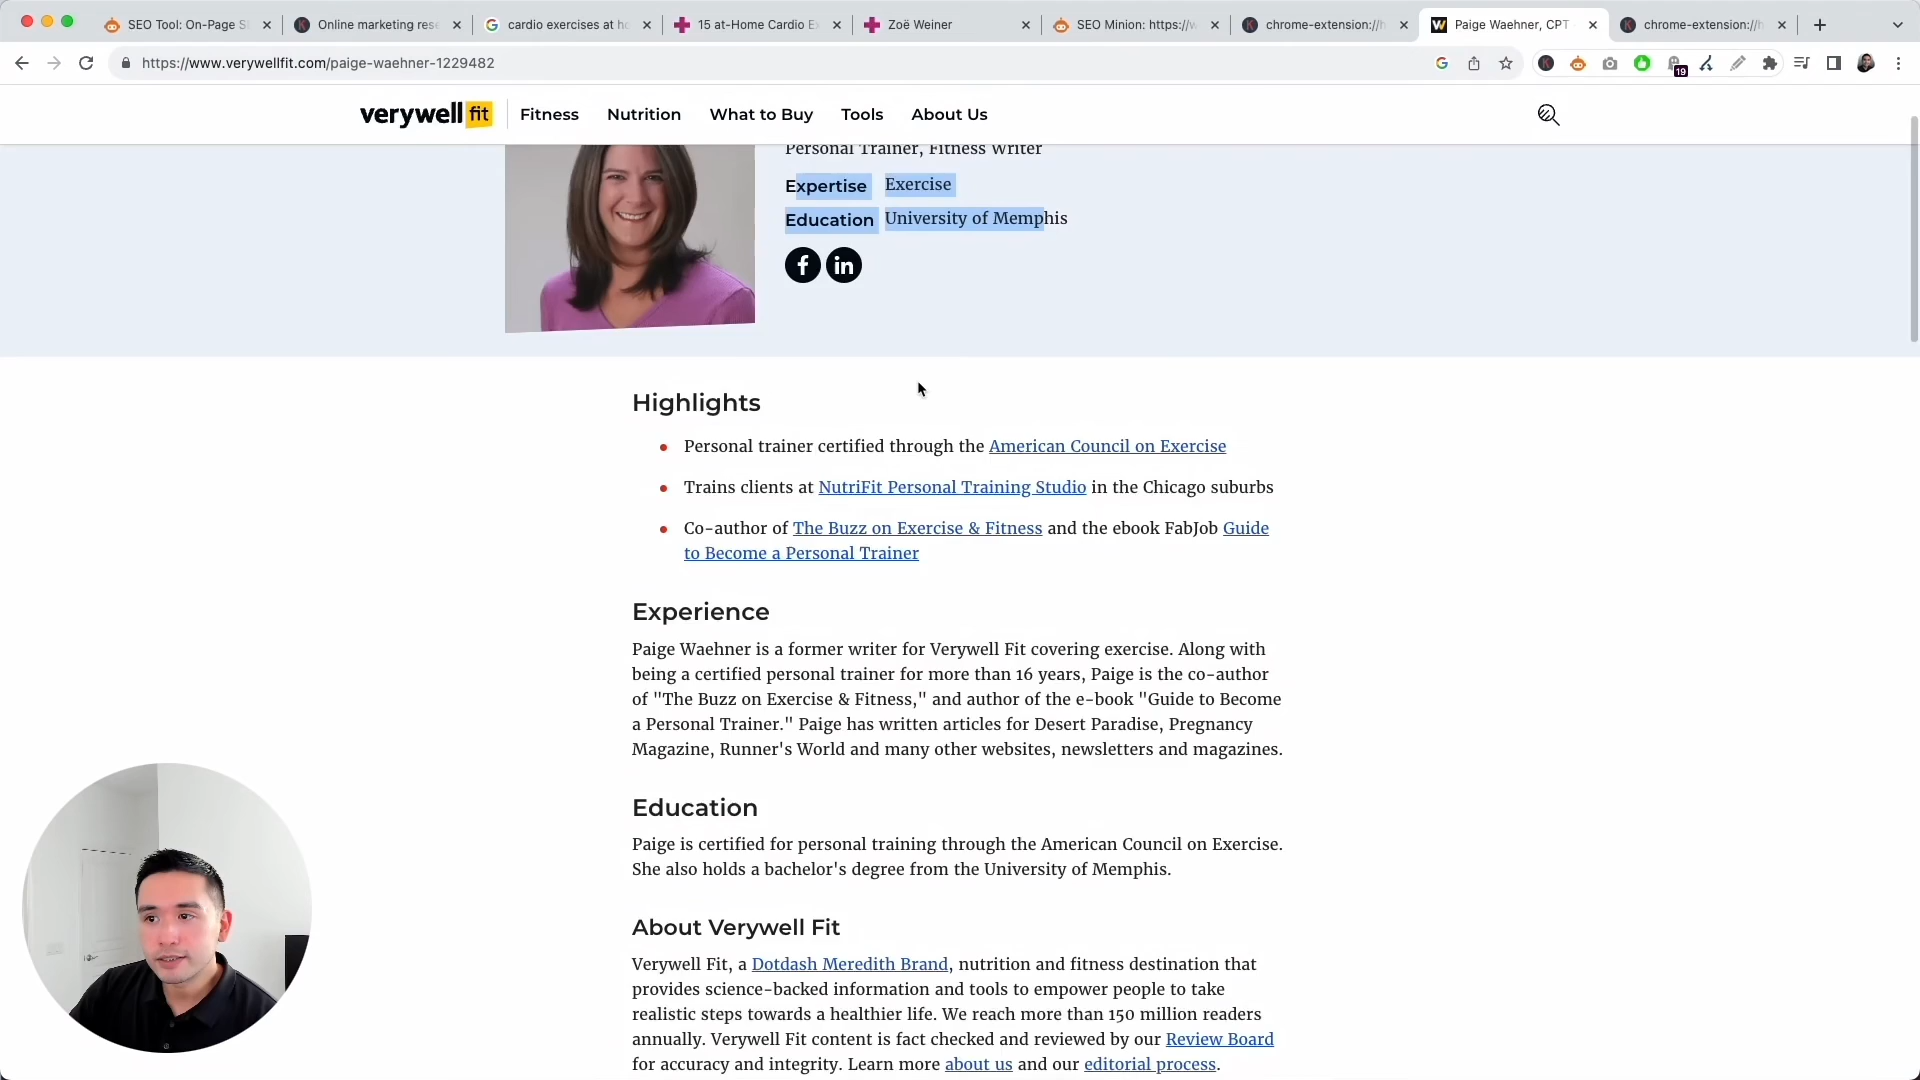 SEO Tool: On-Page S
Online marketing rese
cardio exercises at ho
15 at-Home Cardio E
Zoë Weiner
SEO Minion: https://w
chrome-extension://h
Paige Waehner, CPT
chrome-extension://h
https://www.verywellfit.com/paige-waehner-1229482
19
verywell fit
Fitness
Nutrition
What to Buy
Tools
About Us
Personal Trainer, Fitness Writer
Expertise Exercise
Education University of Memphis
Highlights
Personal trainer certified through the American Council on Exercise
Trains clients at NutriFit Personal Training Studio in the Chicago suburbs
Co-author of The Buzz on Exercise & Fitness and the ebook FabJob Guide
to Become a Personal Trainer
Experience
Paige Waehner is a former writer for Verywell Fit covering exercise. Along with
being a certified personal trainer for more than 16 years, Paige is the co-author
of "The Buzz on Exercise & Fitness," and author of the e-book "Guide to Become
a Personal Trainer." Paige has written articles for Desert Paradise, Pregnancy
Magazine, Runner's World and many other websites, newsletters and magazines.
Education
Paige is certified for personal training through the American Council on Exercise.
She also holds a bachelor's degree from the University of Memphis.
About Verywell Fit
Verywell Fit, a Dotdash Meredith Brand, nutrition and fitness destination that
provides science-backed information and tools to empower people to take
realistic steps towards a healthier life. We reach more than 150 million readers
annually. Verywell Fit content is fact checked and reviewed by our Review Board
for accuracy and integrity. Learn more about us and our editorial process.